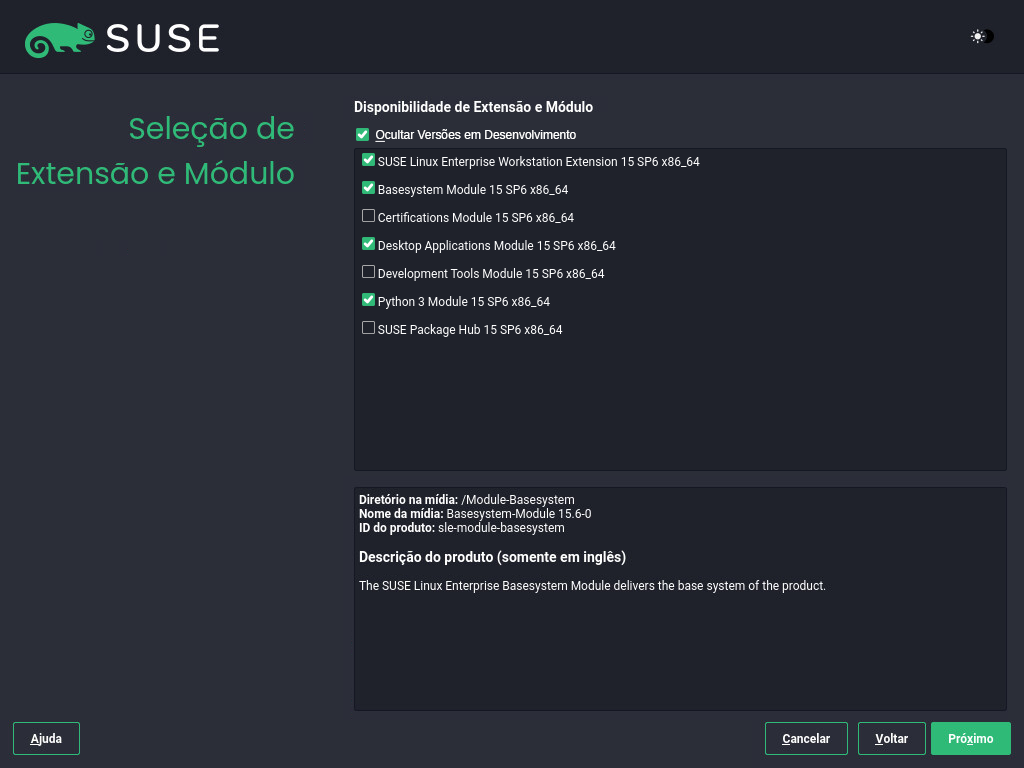 SUSE
Seleção de
Extensão e Módulo
Disponibilidade de Extensão e Módulo
Ocultar Versões em Desenvolvimento
SUSE Linux Enterprise Workstation Extension 15 SP6 x86_64
Basesystem Module 15 SP6 x86_64
Certifications Module 15 SP6 x86_64
Desktop Applications Module 15 SP6 x86_64
Development Tools Module 15 SP6 x86_64
Python 3 Module 15 SP6 x86_64
SUSE Package Hub 15 SP6 x86_64
Diretório na mídia: /Module-Basesystem
Nome da mídia: Basesystem-Module 15.6-0
ID do produto: sle-module-basesystem
Descrição do produto (somente em inglês)
The SUSE Linux Enterprise Basesystem Module delivers the base system of the product.
Ajuda
Cancelar
Voltar
Próximo